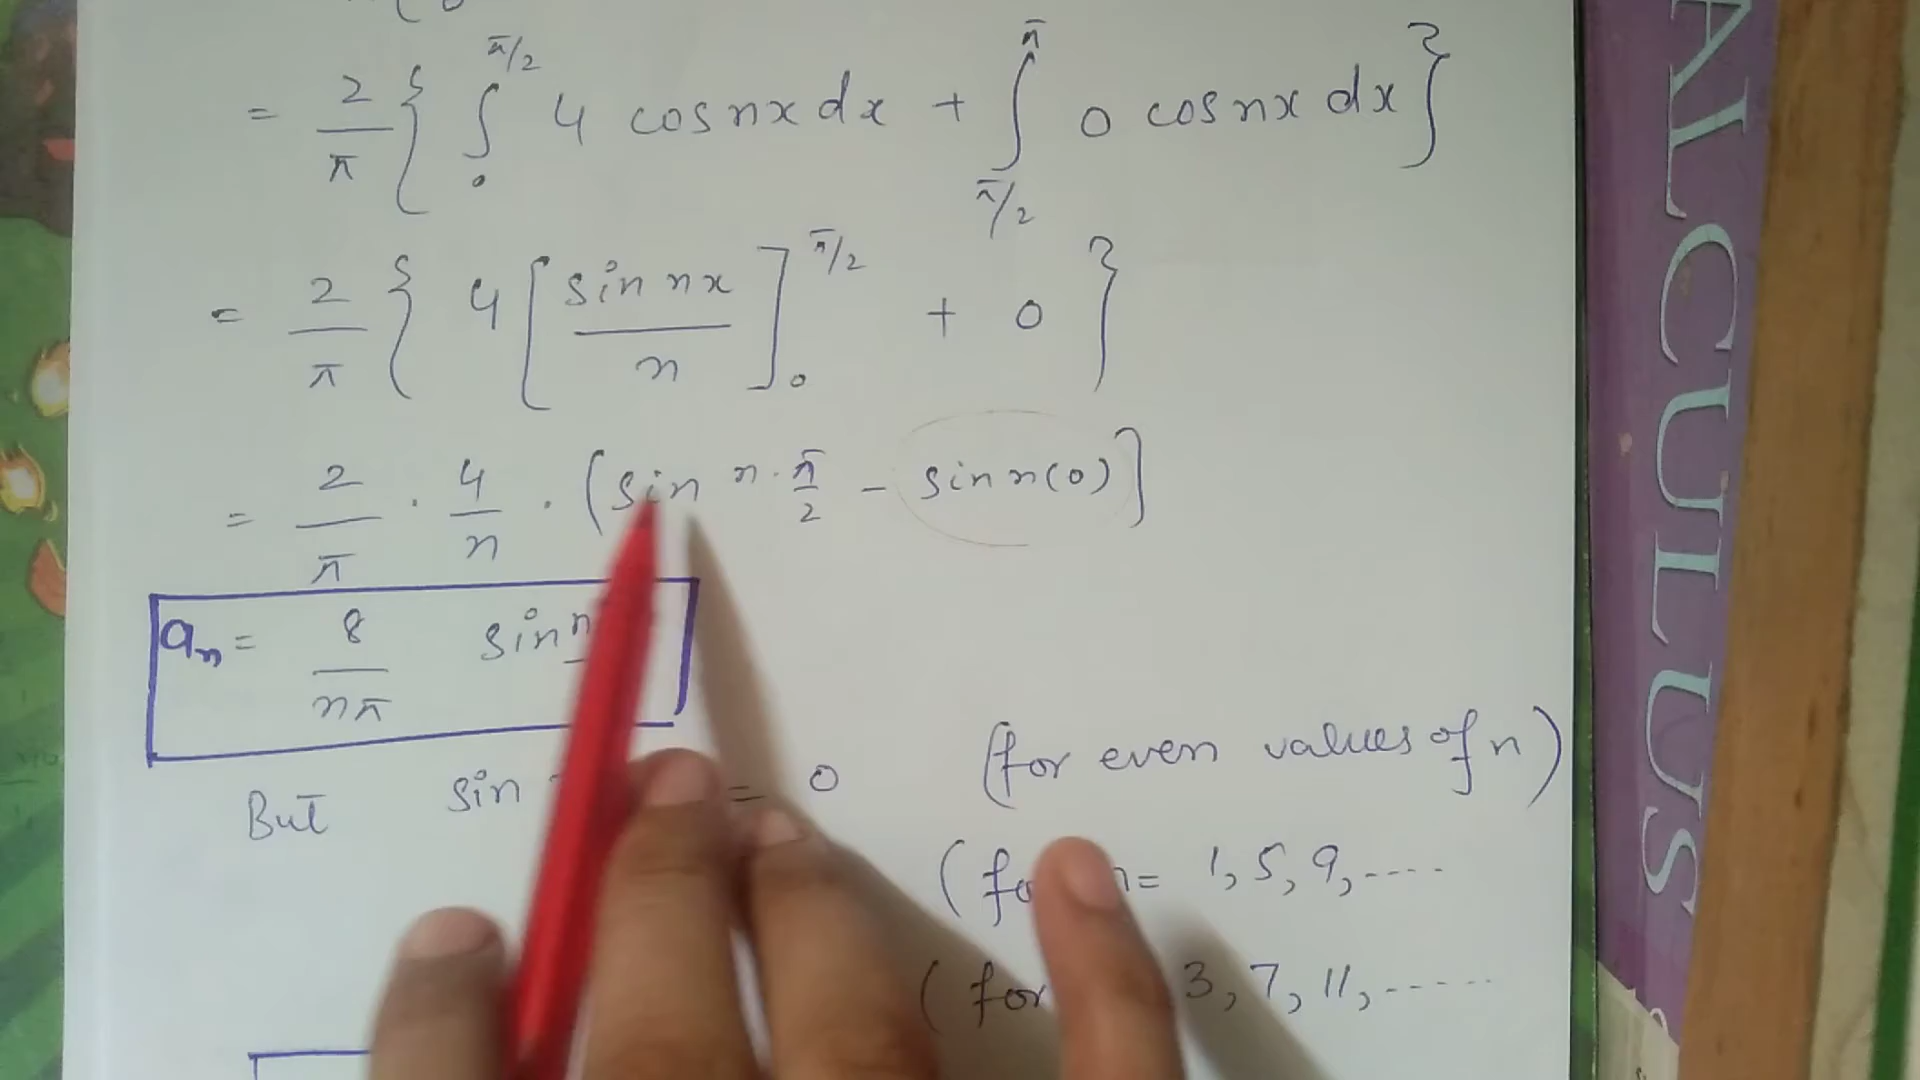 = 2/π { ∫₀^{π/2} 4 cos nx dx + ∫_{π/2}^{π} 0 cos nx dx }
= 2/π { 4 [ sin nx / n ]₀^{π/2} + 0 }
= 2/π · 4/n · ( sin n · π/2 - sin n(0) ]
aₙ = 8/nπ sin n
But sin = 0 (for even values of n)
= 1, 5, 9, ----
(for 3, 7, 11, -----
ALCULUS